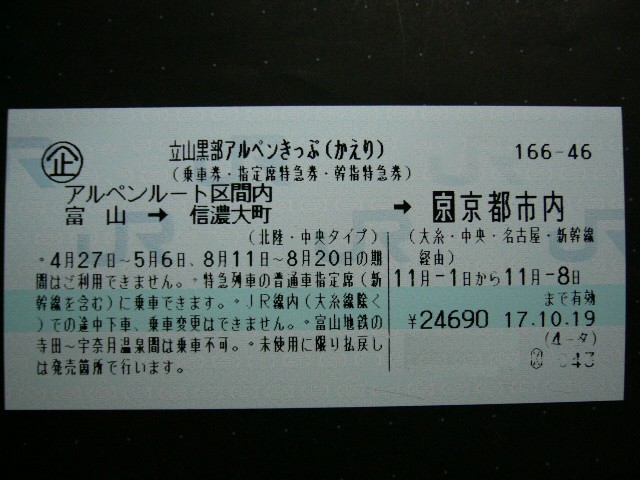 企
立山黒部アルペンきっぷ(かえり)
166-46
(乗車券・指定席特急券・幹指特急券)
アルペンルート区間内
富山 → 信濃大町
→ 京 京都市内
(北陸・中央タイプ)
(大糸・中央・名古屋・新幹線
経由)
*4月27日~5月6日、8月11日~8月20日の期
間はご利用できません。*特急列車の普通車指定席(新
幹線を含む)に乗車できます。*JR線内(大糸線除く
)での途中下車、乗車変更はできません。*富山地鉄の
寺田~宇奈月温泉間は乗車不可。*未使用に限り払戻し
は発売箇所で行います。
11月-1日から11月-8日
まで有効
¥24690 17.10.19
(4-タ)